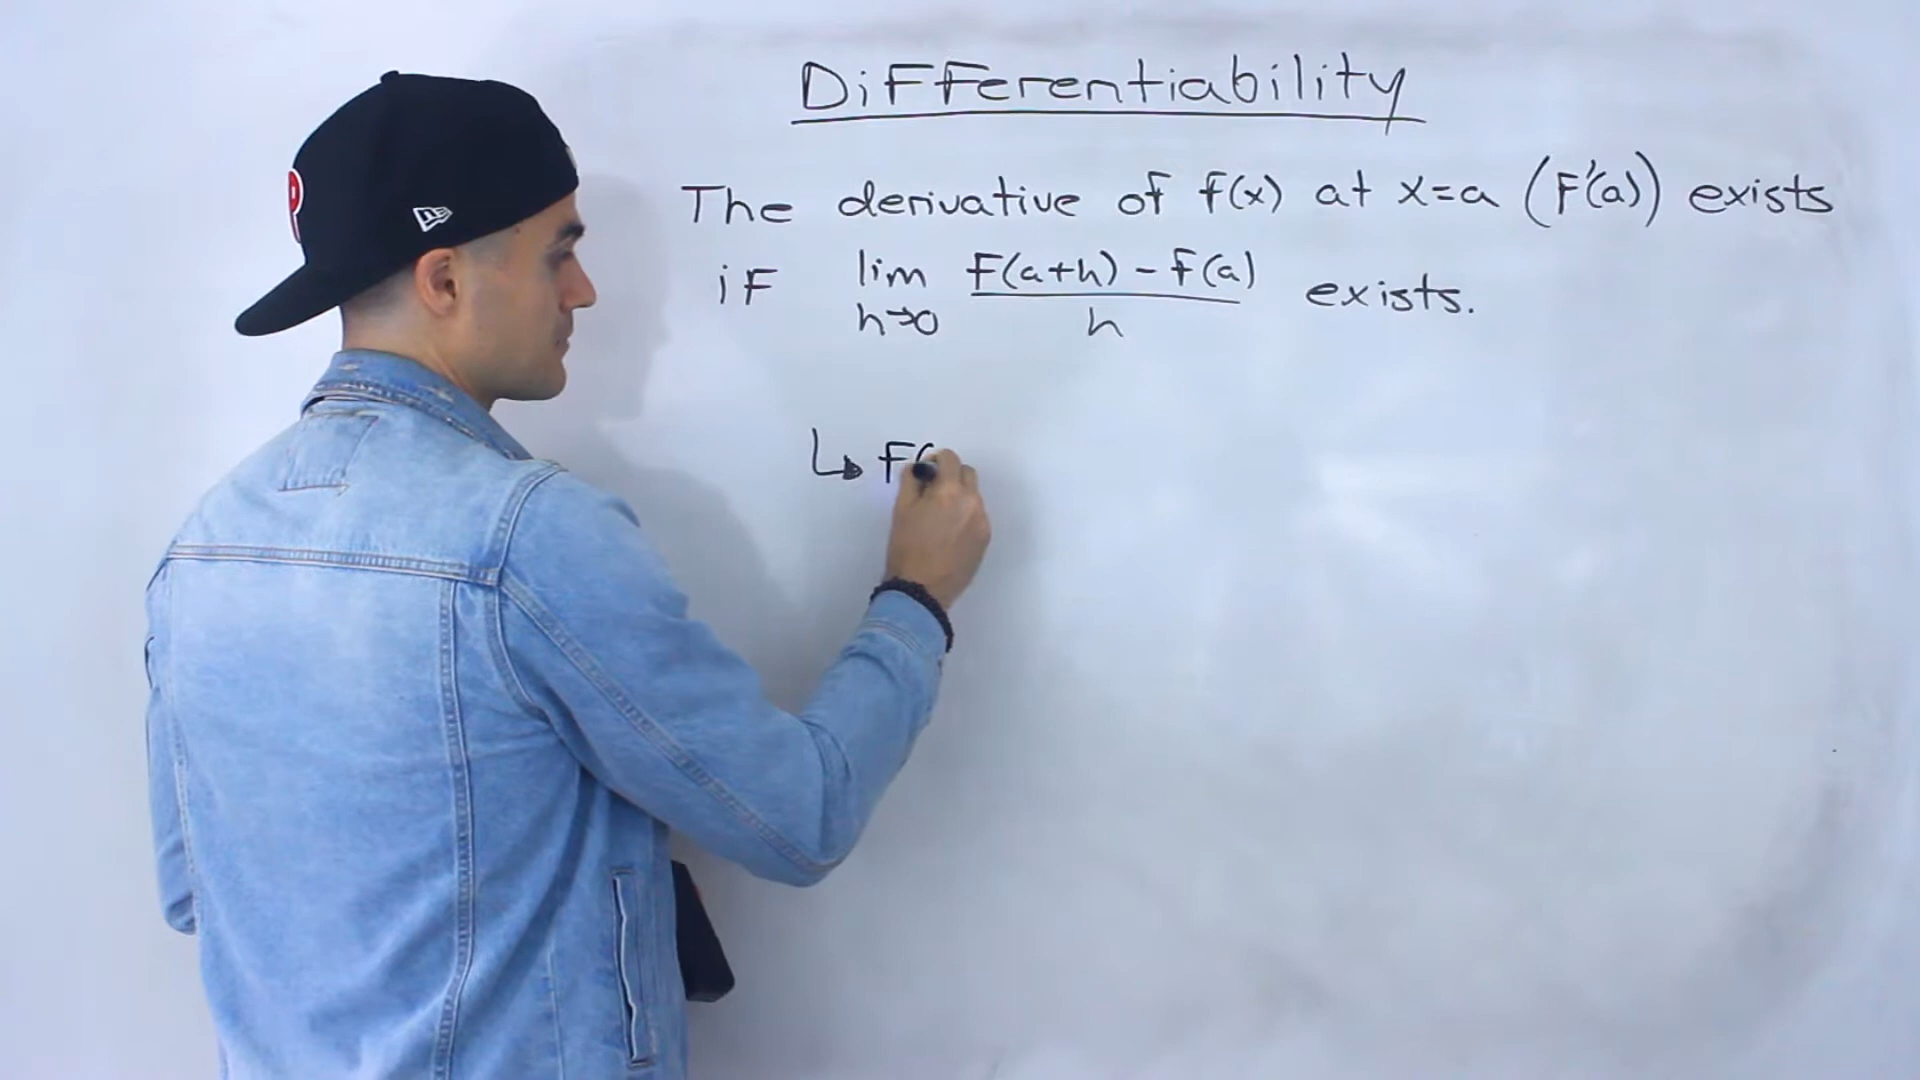 Differentiability
The derivative of f(x) at x=a (F'(a)) exists
if lim h→0 F(a+h) - f(a) / h exists.
↳ F(